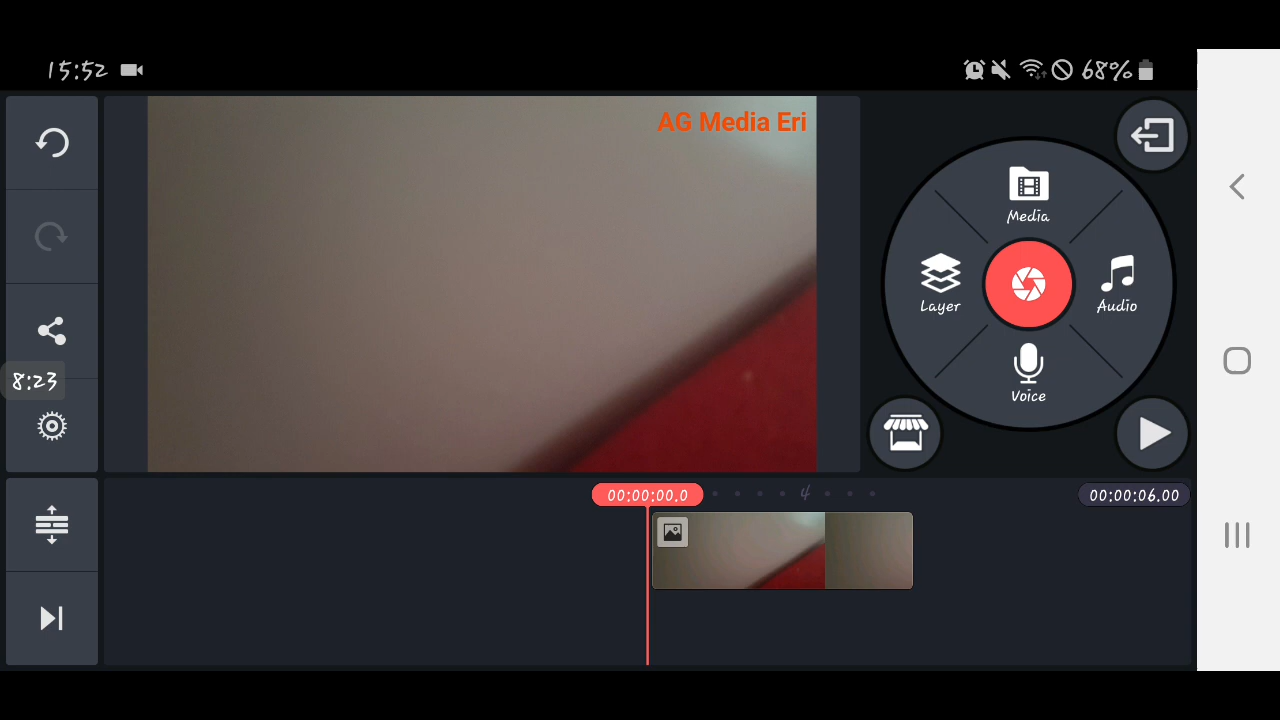 15:52
68%
AG Media Eri
Media
Layer
Audio
8:23
Voice
00:00:00.0
4
00:00:06.00